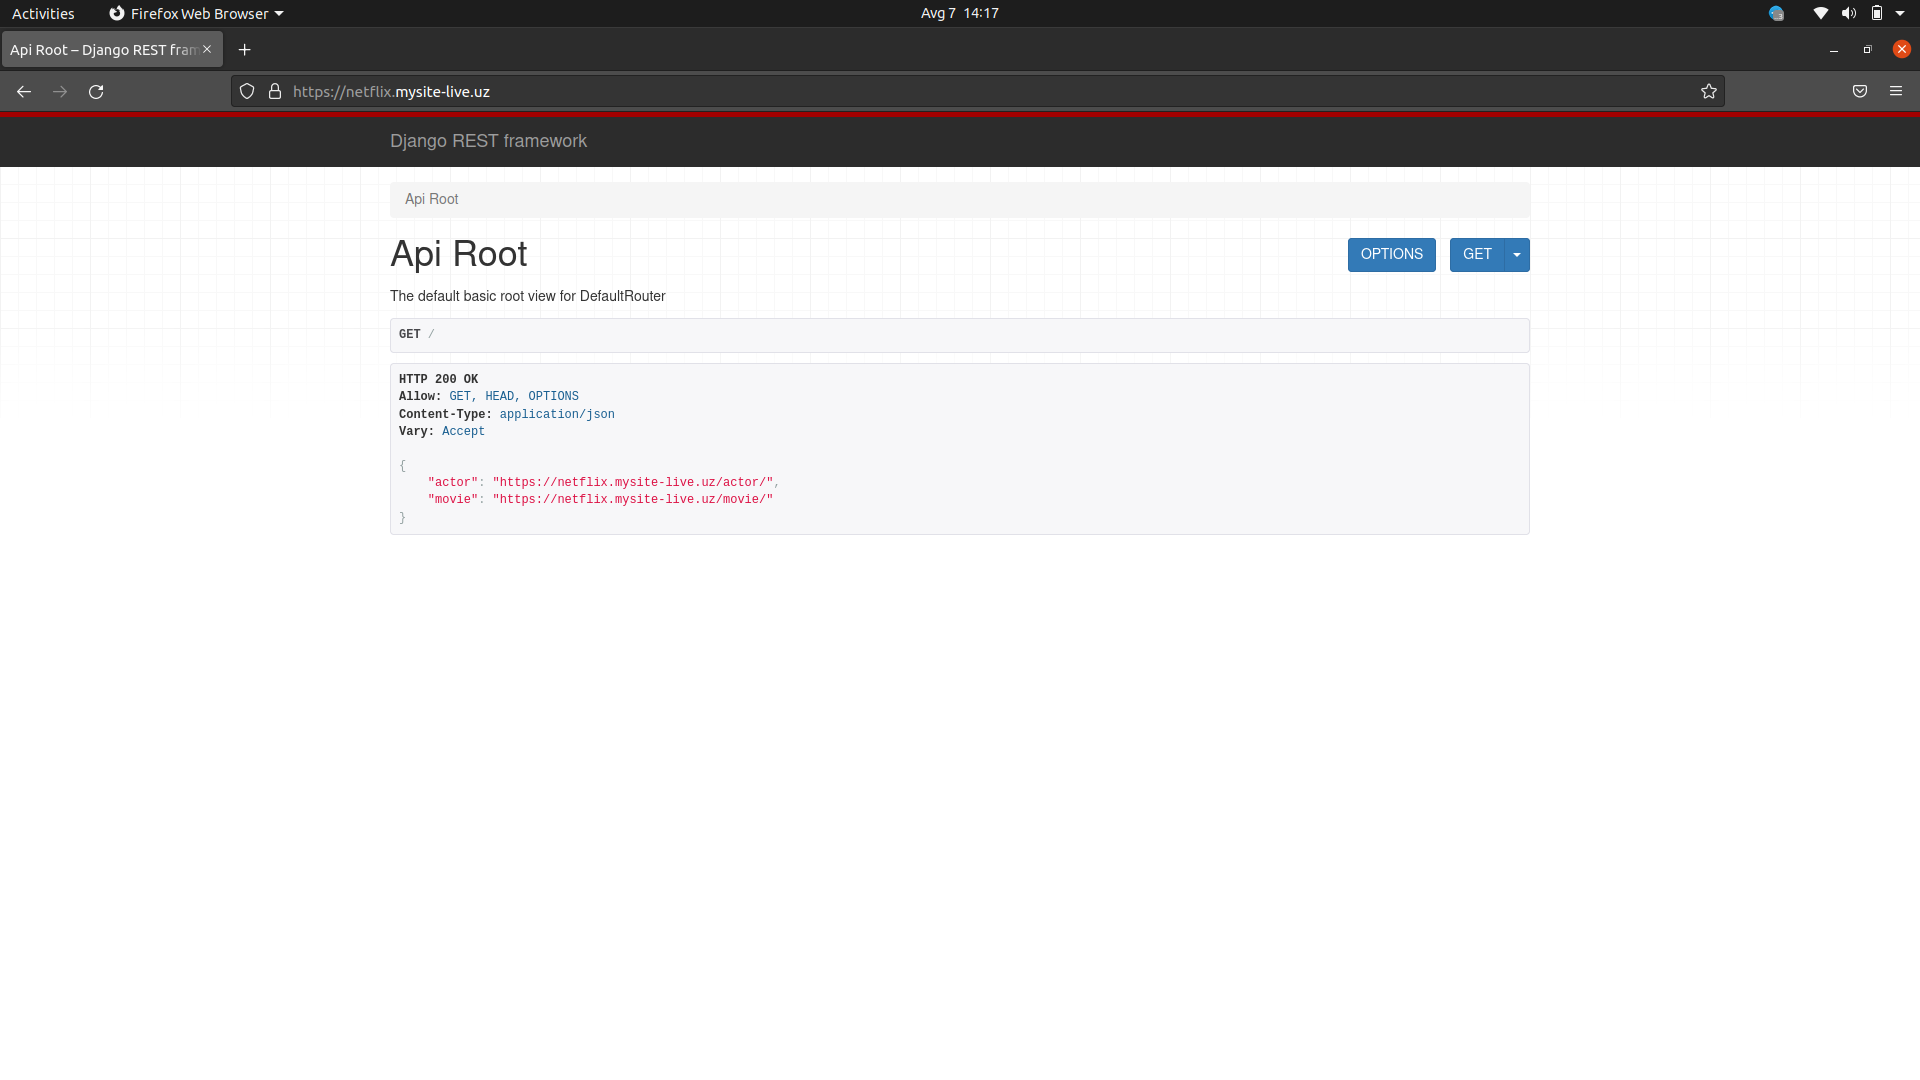 Activities
Firefox Web Browser
Avg 7 14:17
Api Root – Django REST fram
https://netflix.mysite-live.uz
Django REST framework
Api Root
Api Root
OPTIONS
GET
The default basic root view for DefaultRouter
GET /
HTTP 200 OK
Allow: GET, HEAD, OPTIONS
Content-Type: application/json
Vary: Accept
{
    "actor": "https://netflix.mysite-live.uz/actor/",
    "movie": "https://netflix.mysite-live.uz/movie/"
}